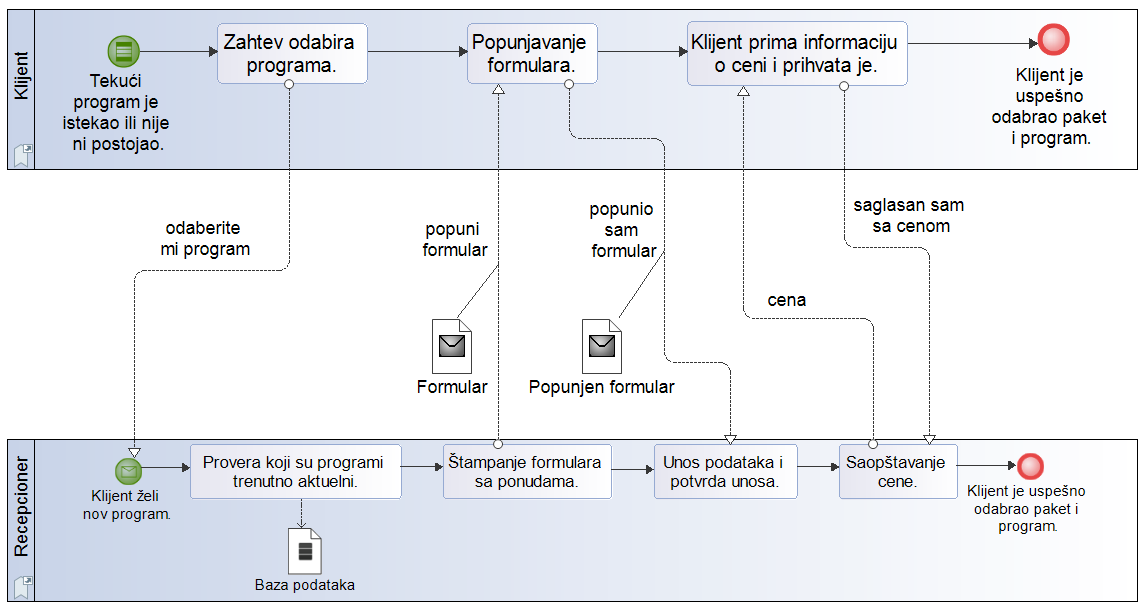 Klijent
Tekući
program je
istekao ili nije
ni postojao.
Zahtev odabira
programa.
Popunjavanje
formulara.
Klijent prima informaciju
o ceni i prihvata je.
Klijent je
uspešno
odabrao paket
i program.
odaberite
mi program
popuni
formular
popunio
sam
formular
saglasan sam
sa cenom
cena
Formular
Popunjen formular
Recepcioner
Klijent želi
nov program.
Provera koji su programi
trenutno aktuelni.
Štampanje formulara
sa ponudama.
Unos podataka i
potvrda unosa.
Saopštavanje
cene.
Klijent je uspešno
odabrao paket i
program.
Baza podataka